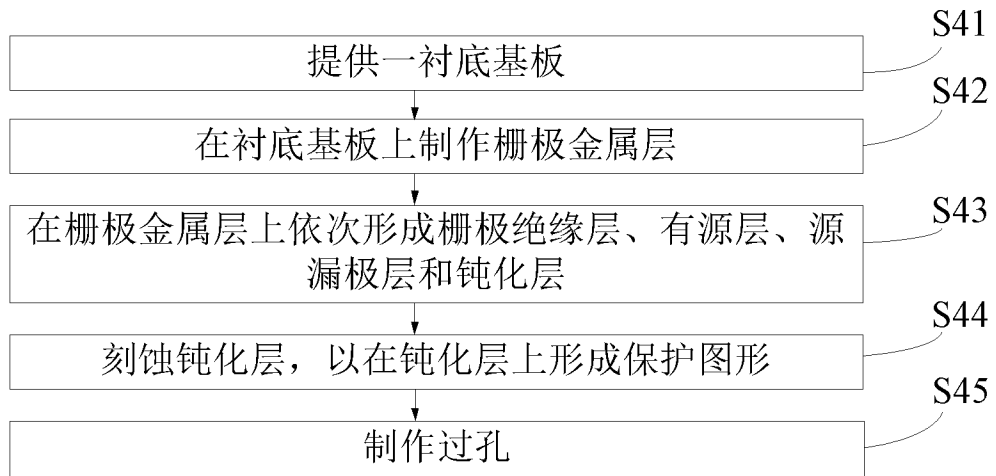 S41
提供一衬底基板
S42
在衬底基板上制作栅极金属层
S43
在栅极金属层上依次形成栅极绝缘层、有源层、源
漏极层和钝化层
S44
刻蚀钝化层，以在钝化层上形成保护图形
S45
制作过孔